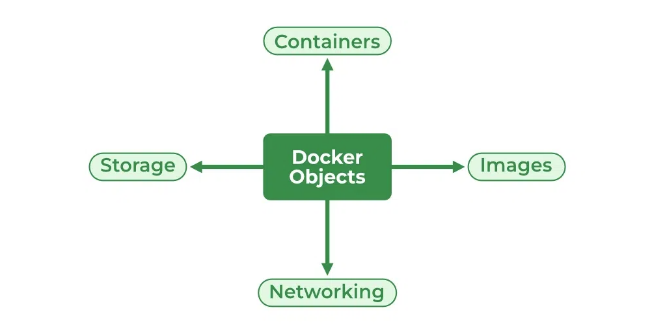 Containers
Storage
Docker
Objects
Images
Networking